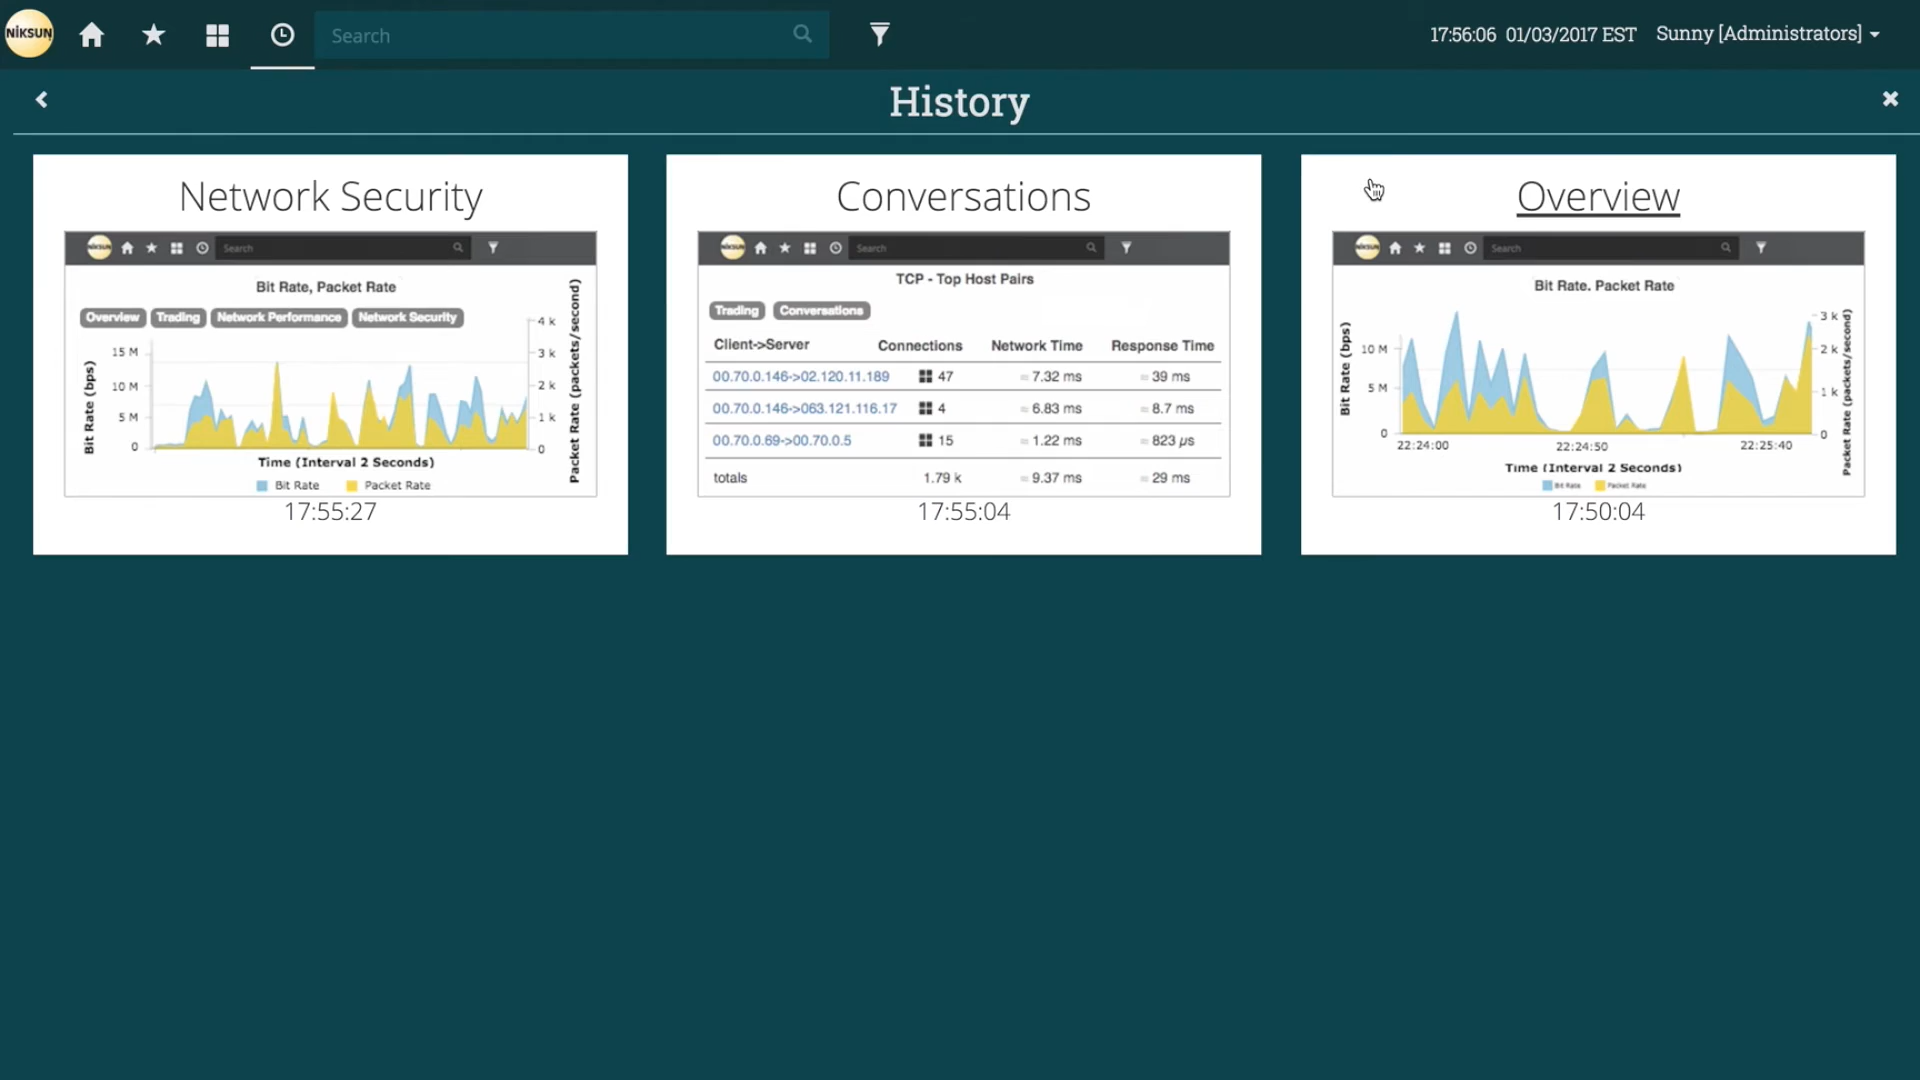 NIKSUN
Search
17:56:06 01/03/2017 EST
Sunny [Administrators]
History
Network Security
NIKSUN
Search
Bit Rate, Packet Rate
Overview
Trading
Network Performance
Network Security
Bit Rate (bps)
15 M
10 M
5 M
0
4 k
3 k
2 k
1 k
0
Packet Rate (packets/second)
Time (Interval 2 Seconds)
Bit Rate
Packet Rate
17:55:27
Conversations
NIKSUN
Search
TCP - Top Host Pairs
Trading
Conversations
Client->Server Connections Network Time Response Time
00.70.0.146->02.120.11.189 47 ≈ 7.32 ms ≈ 39 ms
00.70.0.146->063.121.116.17 4 ≈ 6.83 ms ≈ 8.7 ms
00.70.0.69->00.70.0.5 15 ≈ 1.22 ms ≈ 823 µs
totals 1.79 k ≈ 9.37 ms ≈ 29 ms
17:55:04
Overview
NIKSUN
Search
Bit Rate. Packet Rate
Bit Rate (bps)
10 M
5 M
0
3 k
2 k
1 k
0
Packet Rate (packets/second)
22:24:00 22:24:50 22:25:40
Time (Interval 2 Seconds)
Bit Rate
Packet Rate
17:50:04